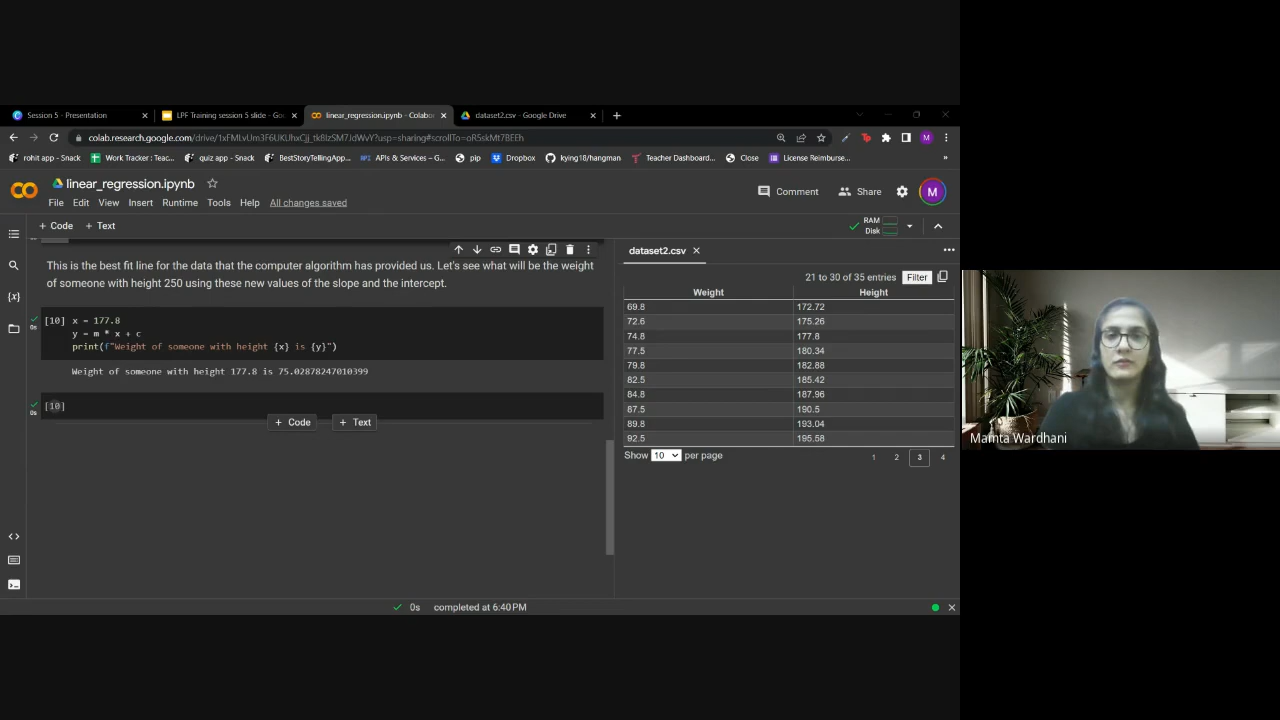 Session 5 - Presentation
LPF Training session 5 slide - Go
linear_regression.ipynb - Colabo
dataset2.csv - Google Drive
rohit app - Snack
Work Tracker : Teac...
quiz app - Snack
BestStoryTellingApp...
APIs & Services – G...
pip
Dropbox
kying18/hangman
Teacher Dashboard...
Close
License Reimburse...
»
linear_regression.ipynb
Comment
Share
M
File Edit View Insert Runtime Tools Help All changes saved
+ Code + Text
RAM
Disk
This is the best fit line for the data that the computer algorithm has provided us. Let's see what will be the weight
of someone with height 250 using these new values of the slope and the intercept.
[10] x = 177.8
y = m * x + c
print(f"Weight of someone with height {x} is {y}")
0s
Weight of someone with height 177.8 is 75.02878247010399
[10]
0s
+ Code + Text
dataset2.csv
21 to 30 of 35 entries Filter
Weight Height
69.8 172.72
72.6 175.26
74.8 177.8
77.5 180.34
79.8 182.88
82.5 185.42
84.8 187.96
87.5 190.5
89.8 193.04
92.5 195.58
Show 10 per page 1 2 3 4
0s completed at 6:40 PM
Mamta Wardhani